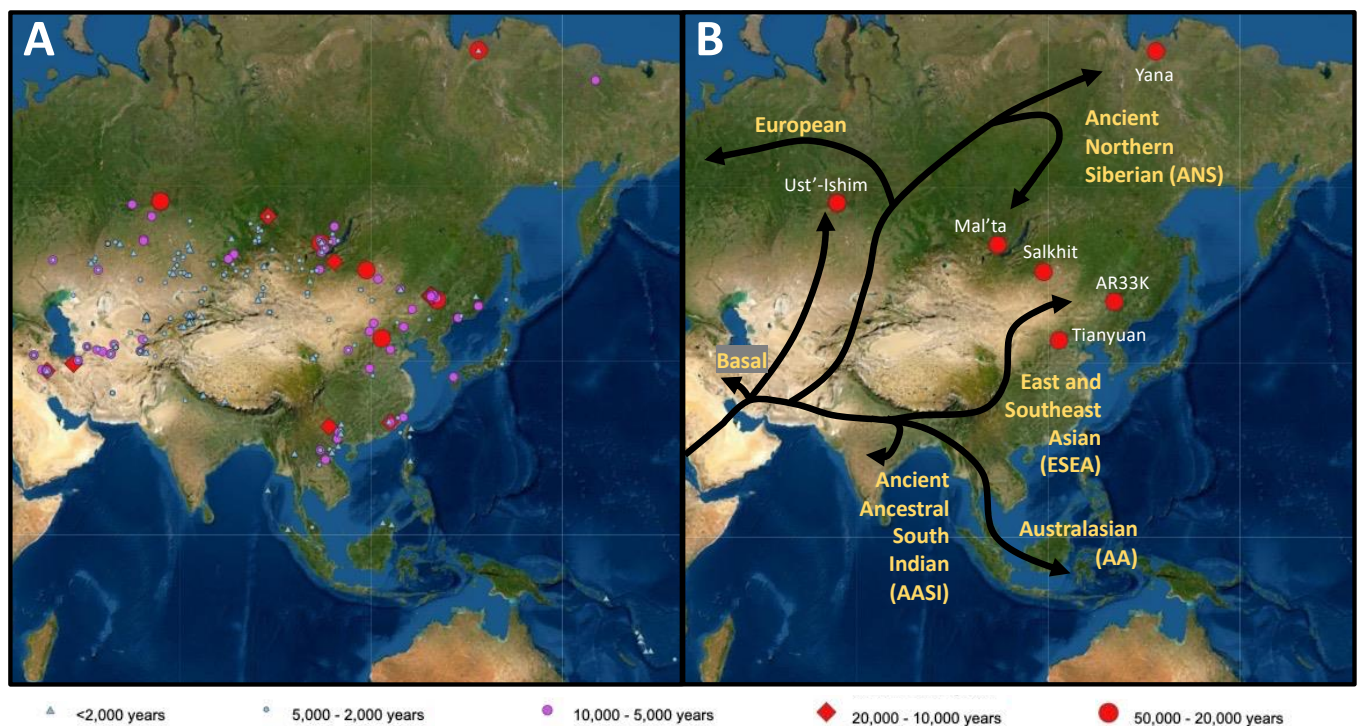 A
B
Yana
European
Ancient
Northern
Siberian (ANS)
Ust’-Ishim
Mal’ta
Salkhit
AR33K
Tianyuan
Basal
East and
Southeast
Asian
(ESEA)
Ancient
Ancestral
South
Indian
(AASI)
Australasian
(AA)
<2,000 years
5,000 - 2,000 years
10,000 - 5,000 years
20,000 - 10,000 years
50,000 - 20,000 years